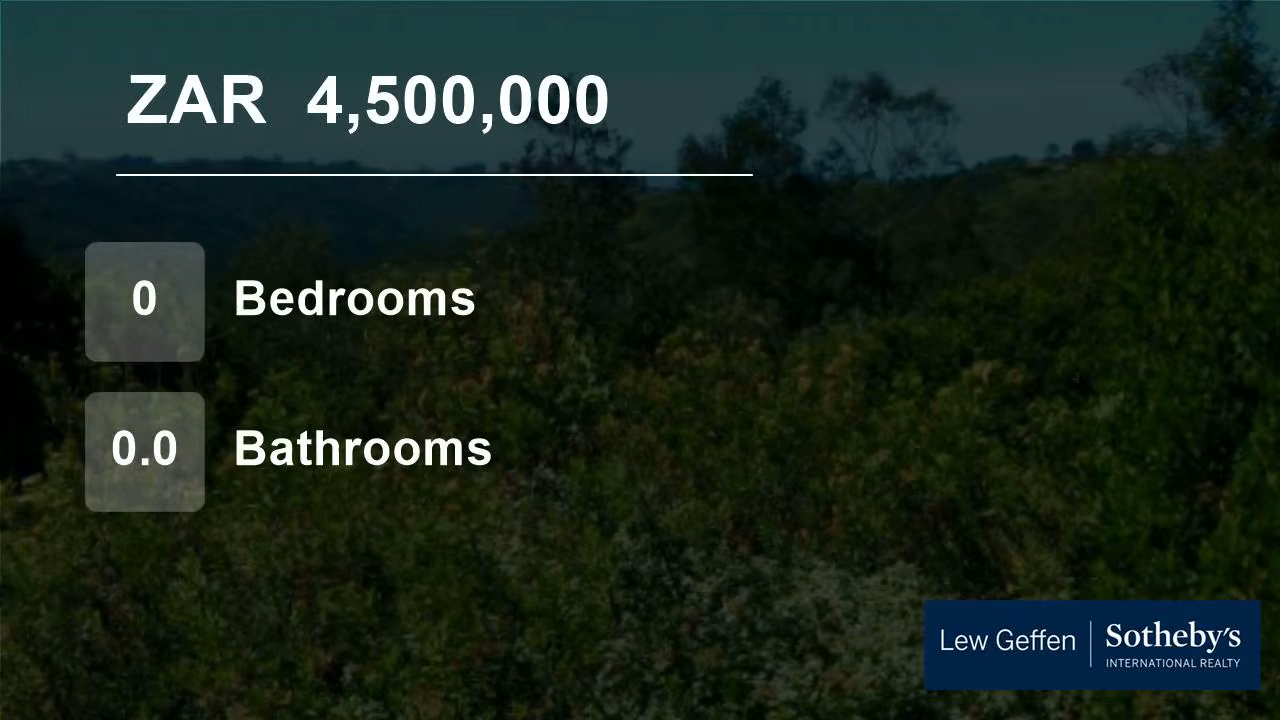 ZAR 4,500,000
0 Bedrooms
0.0 Bathrooms
Lew Geffen | Sotheby's
INTERNATIONAL REALTY